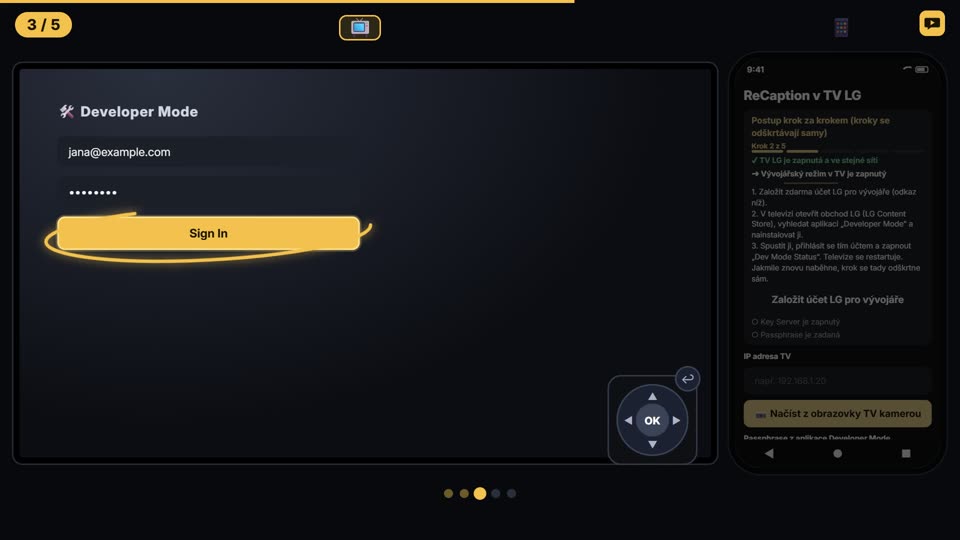 3 / 5
🛠 Developer Mode
jana@example.com
••••••••
Sign In
OK
9:41
ReCaption v TV LG
Postup krok za krokem (kroky se
odškrtávají samy)
Krok 2 z 5
✓ TV LG je zapnutá a ve stejné síti
➔ Vývojářský režim v TV je zapnutý
1. Založit zdarma účet LG pro vývojáře (odkaz
níž).
2. V televizi otevřít obchod LG (LG Content
Store), vyhledat aplikaci „Developer Mode“ a
nainstalovat ji.
3. Spustit ji, přihlásit se tím účtem a zapnout
„Dev Mode Status“. Televize se restartuje.
Jakmile znovu naběhne, krok se tady odškrtne
sám.
Založit účet LG pro vývojáře
○ Key Server je zapnutý
○ Passphrase je zadaná
IP adresa TV
např. 192.168.1.20
Načíst z obrazovky TV kamerou
Passphrase z aplikace Developer Mode